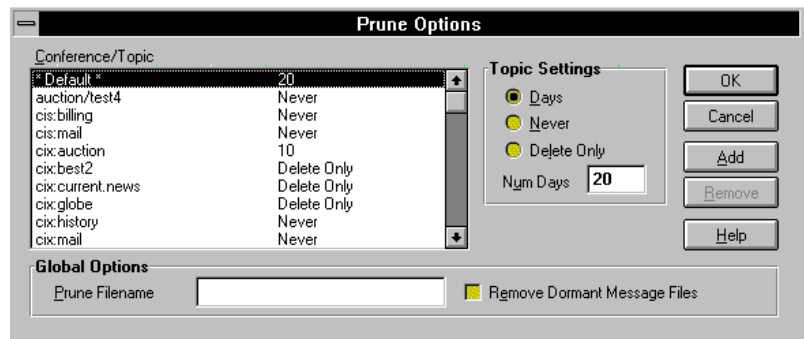 Prune Options
Conference/Topic
* Default * 20
auction/test4 Never
cis:billing Never
cis:mail Never
cix:auction 10
cix:best2 Delete Only
cix:current.news Delete Only
cix:globe Delete Only
cix:history Never
cix:mail Never
Topic Settings
Days
Never
Delete Only
Num Days 20
OK
Cancel
Add
Remove
Help
Global Options
Prune Filename
Remove Dormant Message Files